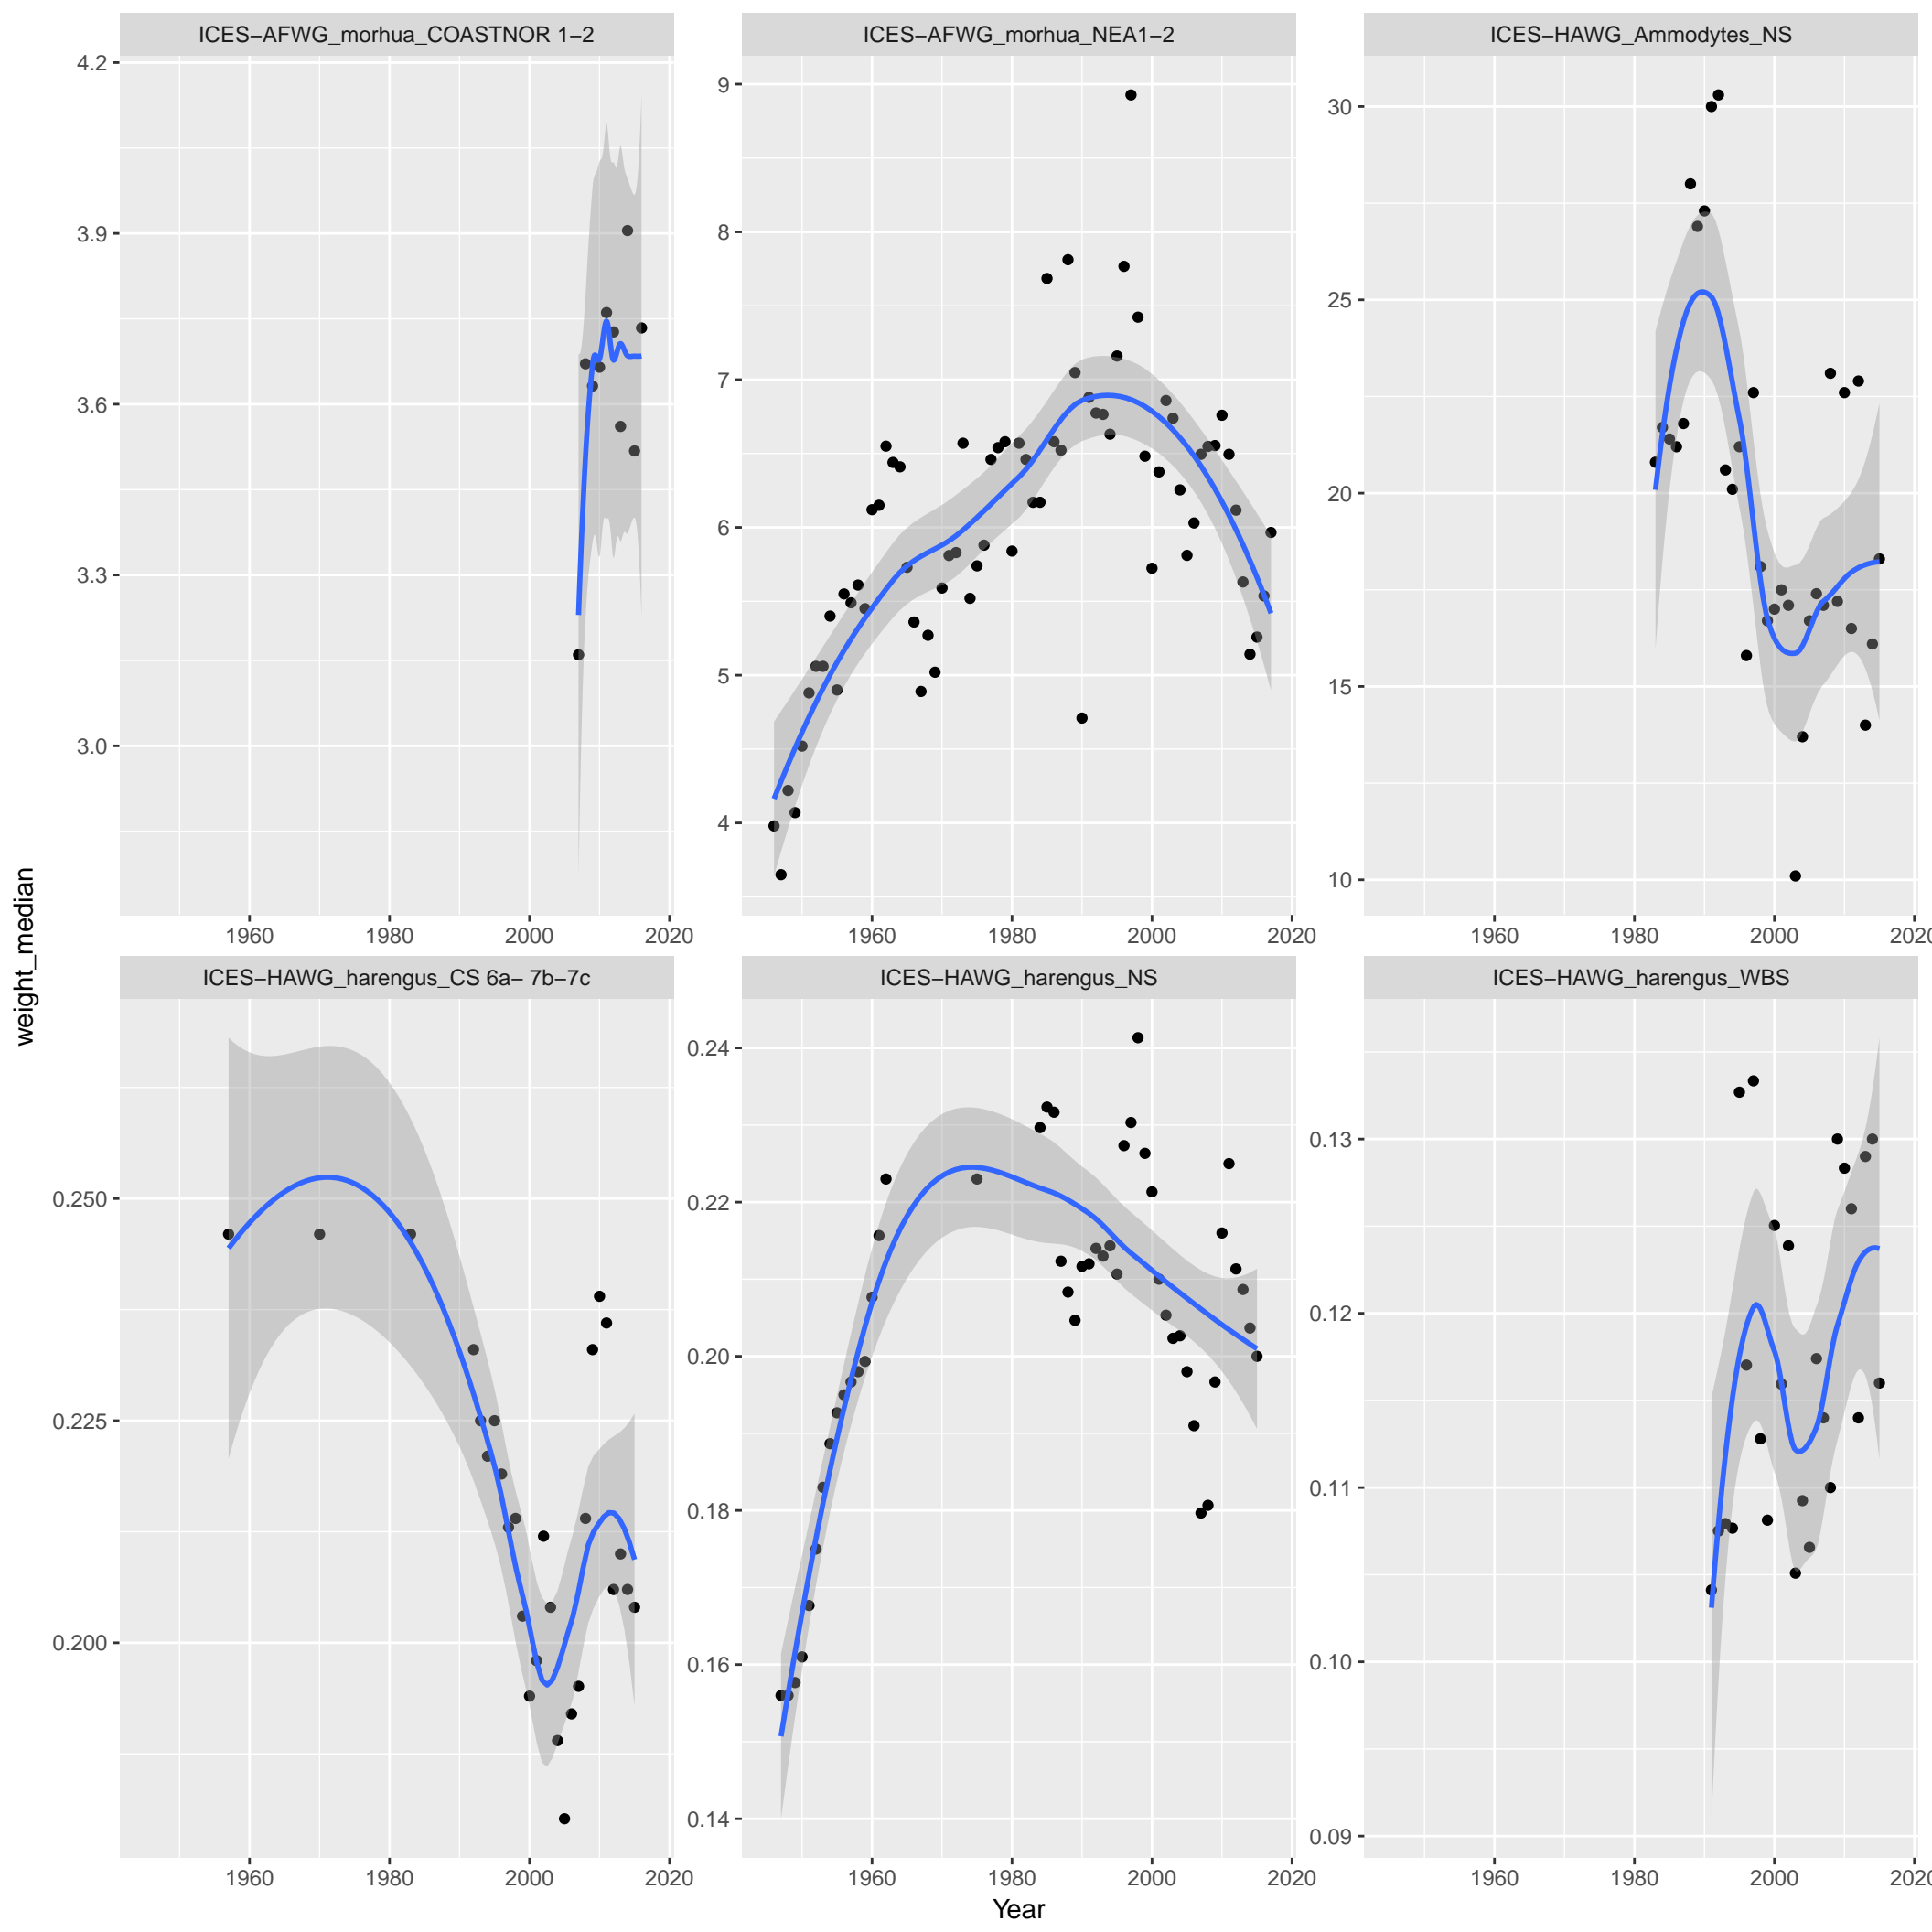 ICES−AFWG_morhua_COASTNOR 1−2
ICES−AFWG_morhua_NEA1−2
ICES−HAWG_Ammodytes_NS
4.2
3.9
3.6
3.3
3.0
9
8
7
6
5
4
30
25
20
15
10
1960 1980 2000 2020
1960 1980 2000 2020
1960 1980 2000 2020
weight_median
ICES−HAWG_harengus_CS 6a− 7b−7c
ICES−HAWG_harengus_NS
ICES−HAWG_harengus_WBS
0.250
0.225
0.200
0.24
0.22
0.20
0.18
0.16
0.14
0.13
0.12
0.11
0.10
0.09
1960 1980 2000 2020
1960 1980 2000 2020
1960 1980 2000 2020
Year